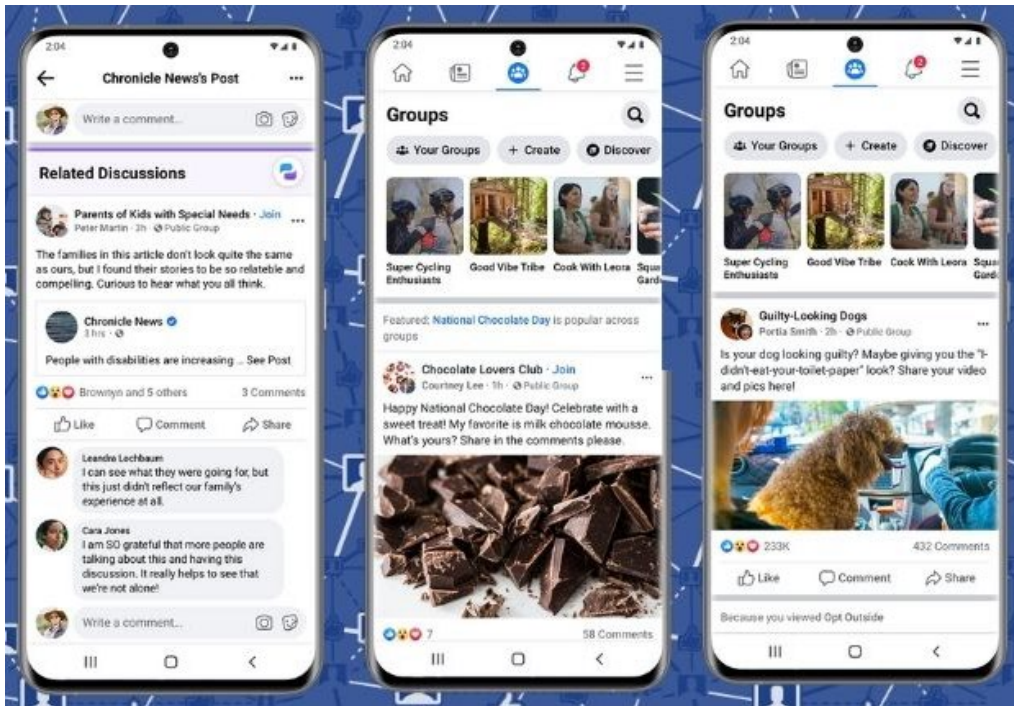 2:04
Chronicle News's Post
Write a comment...
Related Discussions
Parents of Kids with Special Needs · Join
Peter Martin · 3h · Public Group
The families in this article don't look quite the same
as ours, but I found their stories to be so relateble and
compelling. Curious to hear what you all think.
Chronicle News
3 hrs ·
People with disabilities are increasing ... See Post
Brownyn and 5 others
3 Comments
Like
Comment
Share
Leandra Lochbaum
I can see what they were going for, but
this just didn't reflect our family's
experience at all.
Cara Jones
I am SO grateful that more people are
talking about this and having this
discussion. It really helps to see that
we're not alone!
Write a comment...
2:04
2
Groups
Your Groups
+ Create
Discover
Super Cycling
Enthusiasts
Good Vibe Tribe
Cook With Leora
Squa
Gard
Featured: National Chocolate Day is popular across
groups
Chocolate Lovers Club · Join
Courtney Lee · 1h · Public Group
Happy National Chocolate Day! Celebrate with a
sweet treat! My favorite is milk chocolate mousse.
What's yours? Share in the comments please.
7
58 Comments
2:04
2
Groups
Your Groups
+ Create
Discover
Super Cycling
Enthusiasts
Good Vibe Tribe
Cook With Leora
Squa
Gard
Guilty-Looking Dogs
Portia Smith · 2h · Public Group
Is your dog looking guilty? Maybe giving you the "I-
didn't-eat-your-toilet-paper" look? Share your video
and pics here!
233K
432 Comments
Like
Comment
Share
Because you viewed Opt Outside